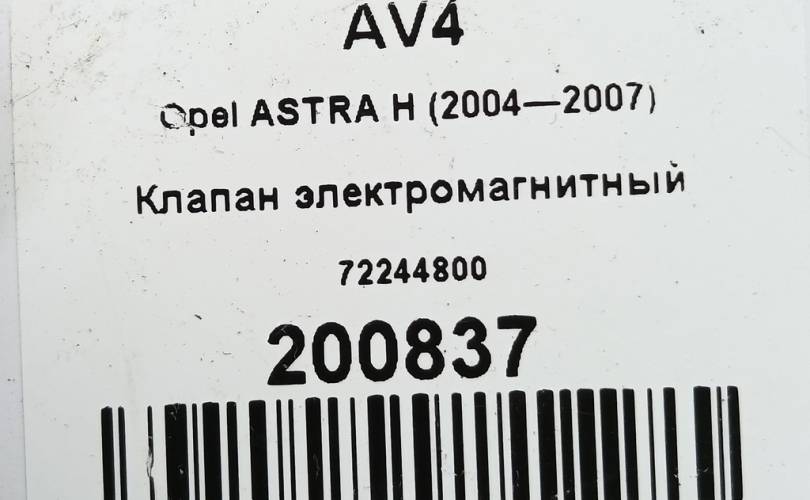 AV4
Opel ASTRA H (2004—2007)
Клапан электромагнитный
72244800
200837